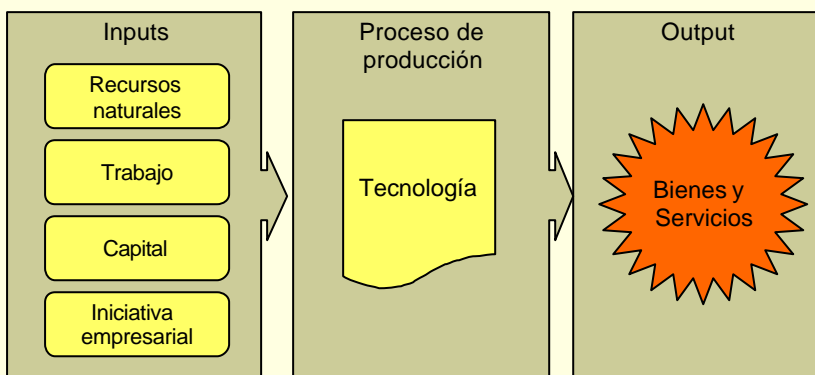 Inputs
Recursos
naturales
Trabajo
Capital
Iniciativa
empresarial
Proceso de
producción
Tecnología
Output
Bienes y
Servicios